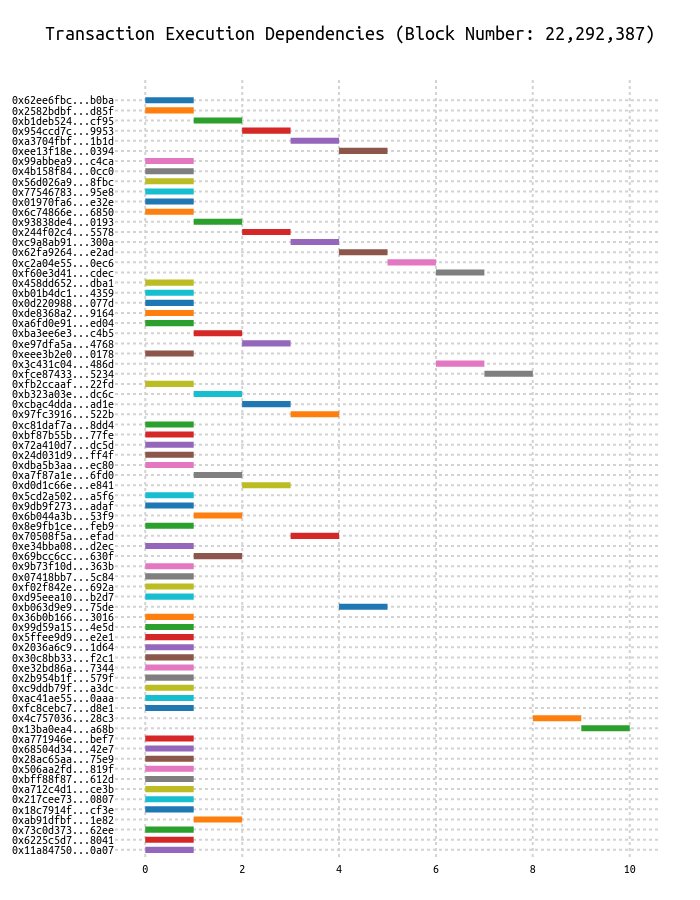 Transaction Execution Dependencies (Block Number: 22,292,387)
0x62ee6fbc...b0ba
0x2582bdbf...d85f
0xb1deb524...cf95
0x954ccd7c...9953
0xa3704fbf...1b1d
0xee13f18e...0394
0x99abbea9...c4ca
0x4b158f84...0cc0
0x56d026a9...8fbc
0x77546783...95e8
0x01970fa6...e32e
0x6c74866e...6850
0x93838de4...0193
0x244f02c4...5578
0xc9a8ab91...300a
0x62fa9264...e2ad
0xc2a04e55...0ec6
0xf60e3d41...cdec
0x458dd652...dba1
0xb01b4dc1...4359
0x0d220988...077d
0xde8368a2...9164
0xa6fd0e91...ed04
0xba3ee6e3...c4b5
0xe97dfa5a...4768
0xeee3b2e0...0178
0x3c431c04...486d
0xfce87433...5234
0xfb2ccaaf...22fd
0xb323a03e...dc6c
0xcbac4dda...ad1e
0x97fc3916...522b
0xc81daf7a...8dd4
0xbf87b55b...77fe
0x72a410d7...dc5d
0x24d031d9...ff4f
0xdba5b3aa...ec80
0xa7f87a1e...6fd0
0xd0d1c66e...e841
0x5cd2a502...a5f6
0x9db9f273...adaf
0x6b044a3b...53f9
0x8e9fb1ce...feb9
0x70508f5a...efad
0xe34bba08...d2ec
0x69bcc6cc...630f
0x9b73f10d...363b
0x07418bb7...5c84
0xf02f842e...692a
0xd95eea10...b2d7
0xb063d9e9...75de
0x36b0b166...3016
0x99d59a15...4e5d
0x5ffee9d9...e2e1
0x2036a6c9...1d64
0x30c8bb33...f2c1
0xe32bd86a...7344
0x2b954b1f...579f
0xc9ddb79f...a3dc
0xac41ae55...0aaa
0xfc8cebc7...d8e1
0x4c757036...28c3
0x13ba0ea4...a68b
0xa771946e...bef7
0x68504d34...42e7
0x28ac65aa...75e9
0x506aa2fd...819f
0xbff88f87...612d
0xa712c4d1...ce3b
0x217cee73...0807
0x18c7914f...cf3e
0xab91dfbf...1e82
0x73c0d373...62ee
0x6225c5d7...8041
0x11a84750...0a07
0 2 4 6 8 10